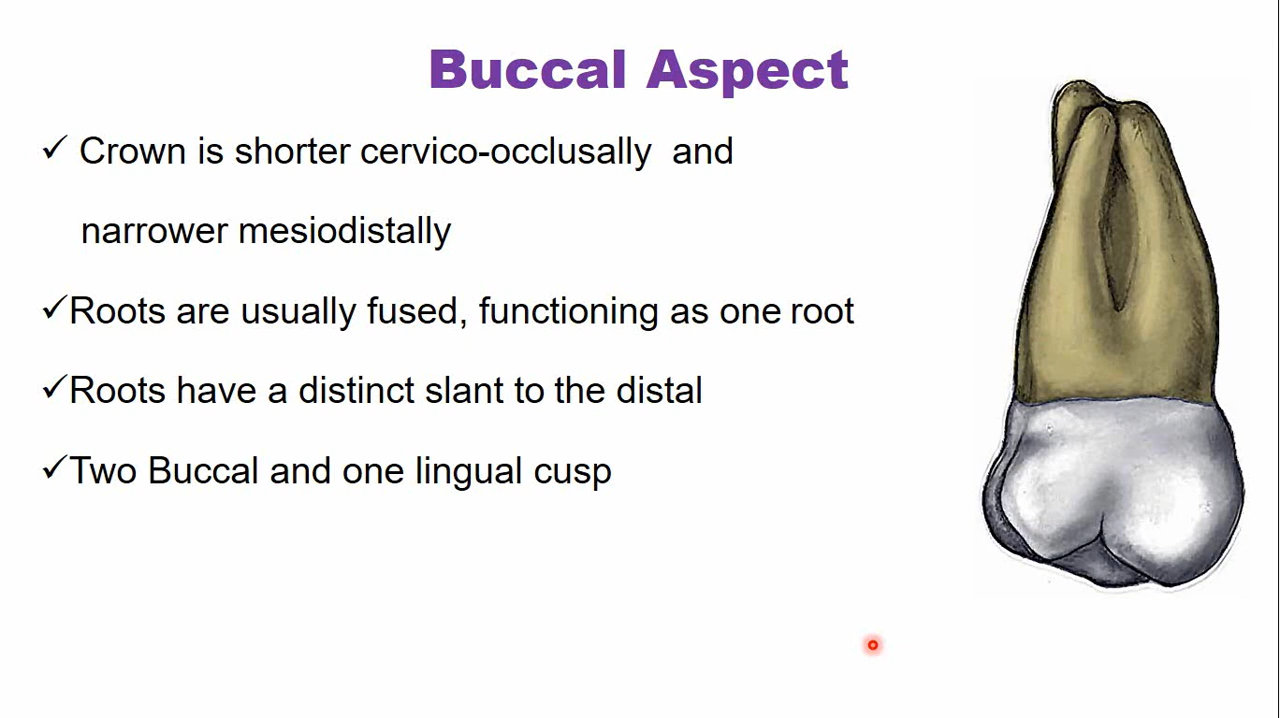 Buccal Aspect
✓ Crown is shorter cervico-occlusally and
narrower mesiodistally
✓Roots are usually fused, functioning as one root
✓Roots have a distinct slant to the distal
✓Two Buccal and one lingual cusp